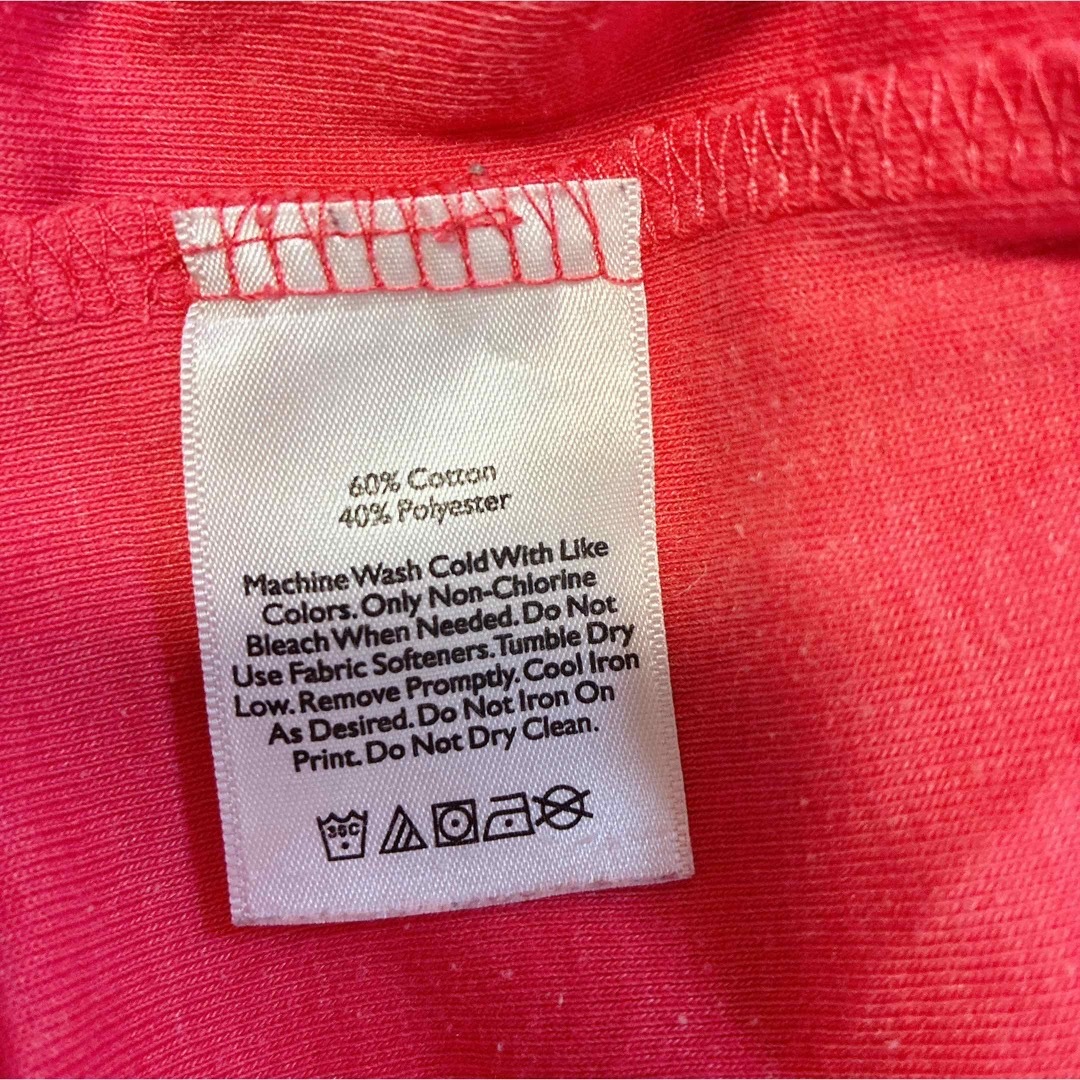 60% Cotton
40% Polyester
Machine Wash Cold With Like
Colors. Only Non-Chlorine
Bleach When Needed. Do Not
Use Fabric Softeners. Tumble Dry
Low. Remove Promptly. Cool Iron
As Desired. Do Not Iron On
Print. Do Not Dry Clean.
36C